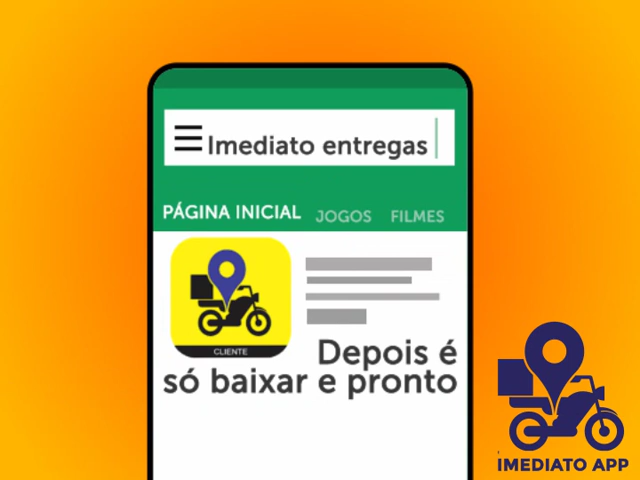 Imediato entregas
PÁGINA INICIAL JOGOS FILMES
CLIENTE
Depois é
só baixar e pronto
IMEDIATO APP